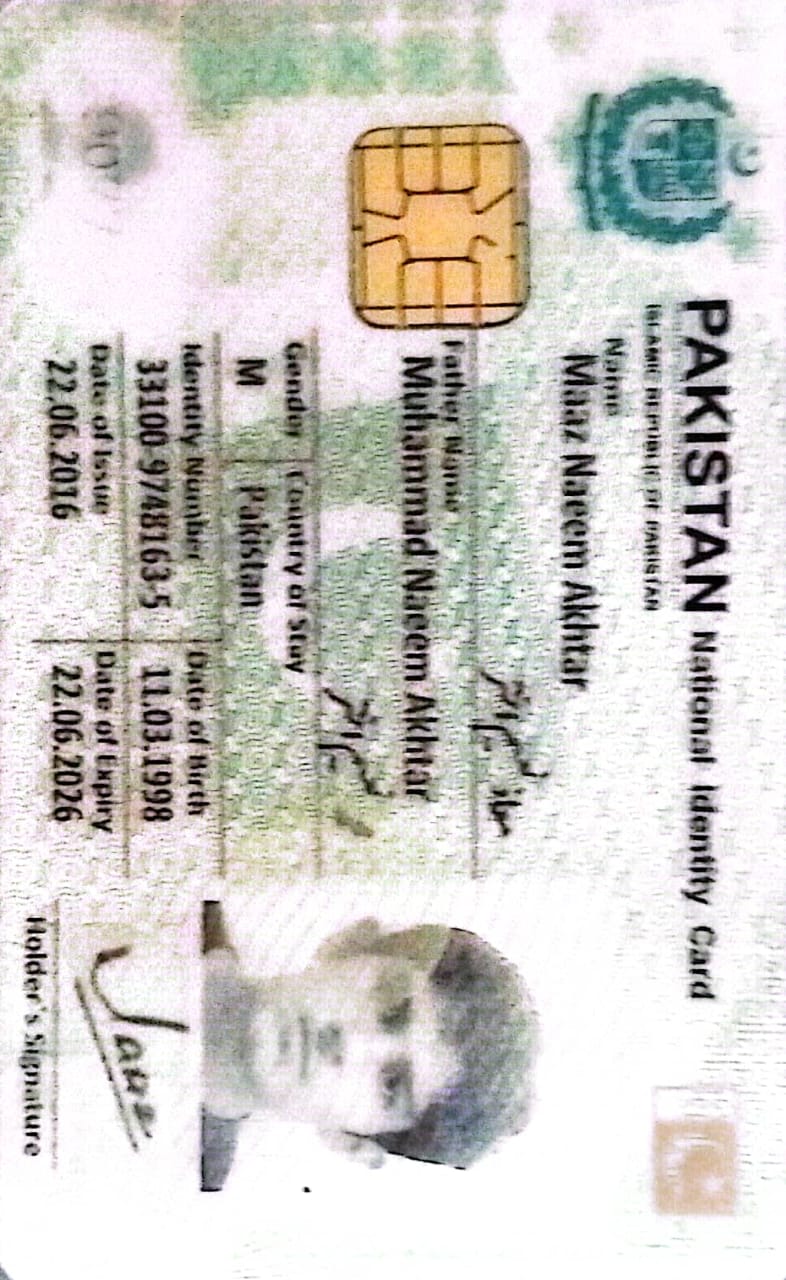 PAKISTAN National Identity Card
ISLAMIC REPUBLIC OF PAKISTAN
Name
Maaz Naeem Akhtar
Father Name
Muhammad Naeem Akhtar
Gender Country of Stay
M Pakistan
Identity Number Date of Birth
33100-9748163-5 11.03.1998
Date of Issue Date of Expiry
22.06.2016 22.06.2026
Holder's Signature